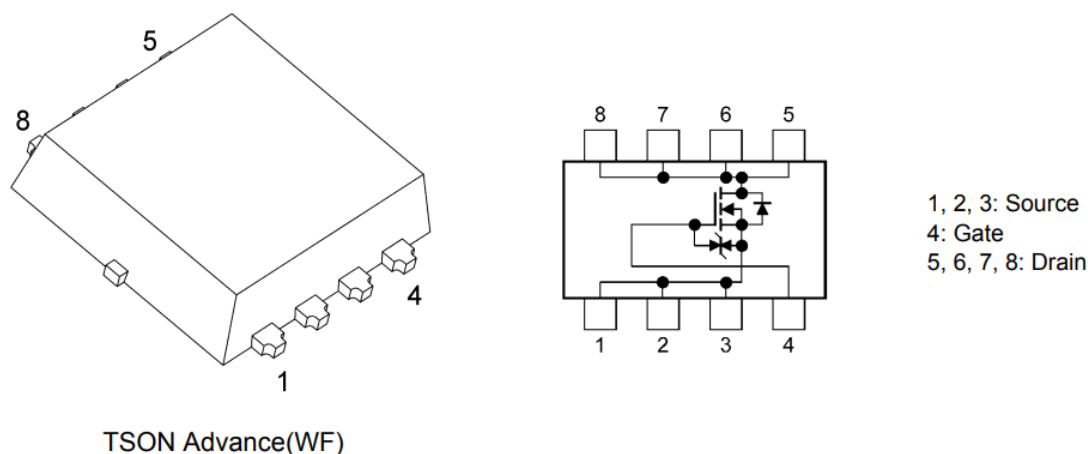 5
8
4
1
TSON Advance(WF)
8 7 6 5
1 2 3 4
1, 2, 3: Source
4: Gate
5, 6, 7, 8: Drain